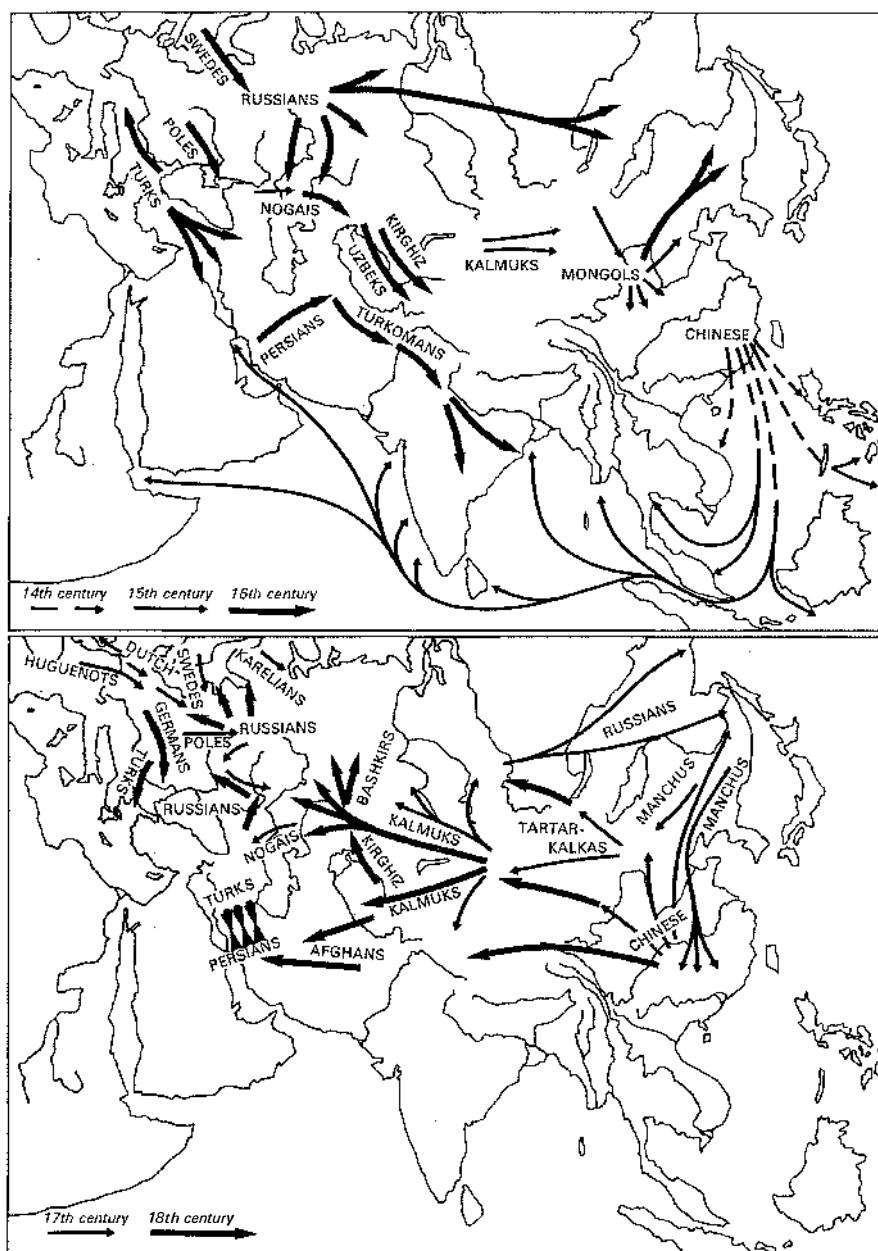 SWEDES
RUSSIANS
POLES
TURKS
NOGAIS
KIRGHIZ
UZBEKS
KALMUKS
MONGOLS
PERSIANS
TURKOMANS
CHINESE
14th century
15th century
16th century
HUGUENOTS
DUTCH
SWEDES
KARELIANS
GERMANS
POLES
RUSSIANS
TURKS
RUSSIANS
BASHKIRS
RUSSIANS
MANCHUS
MANCHUS
KALMUKS
TARTAR-
KALKAS
NOGAIS
KIRGHIZ
TURKS
KALMUKS
CHINESE
PERSIANS
AFGHANS
17th century
18th century